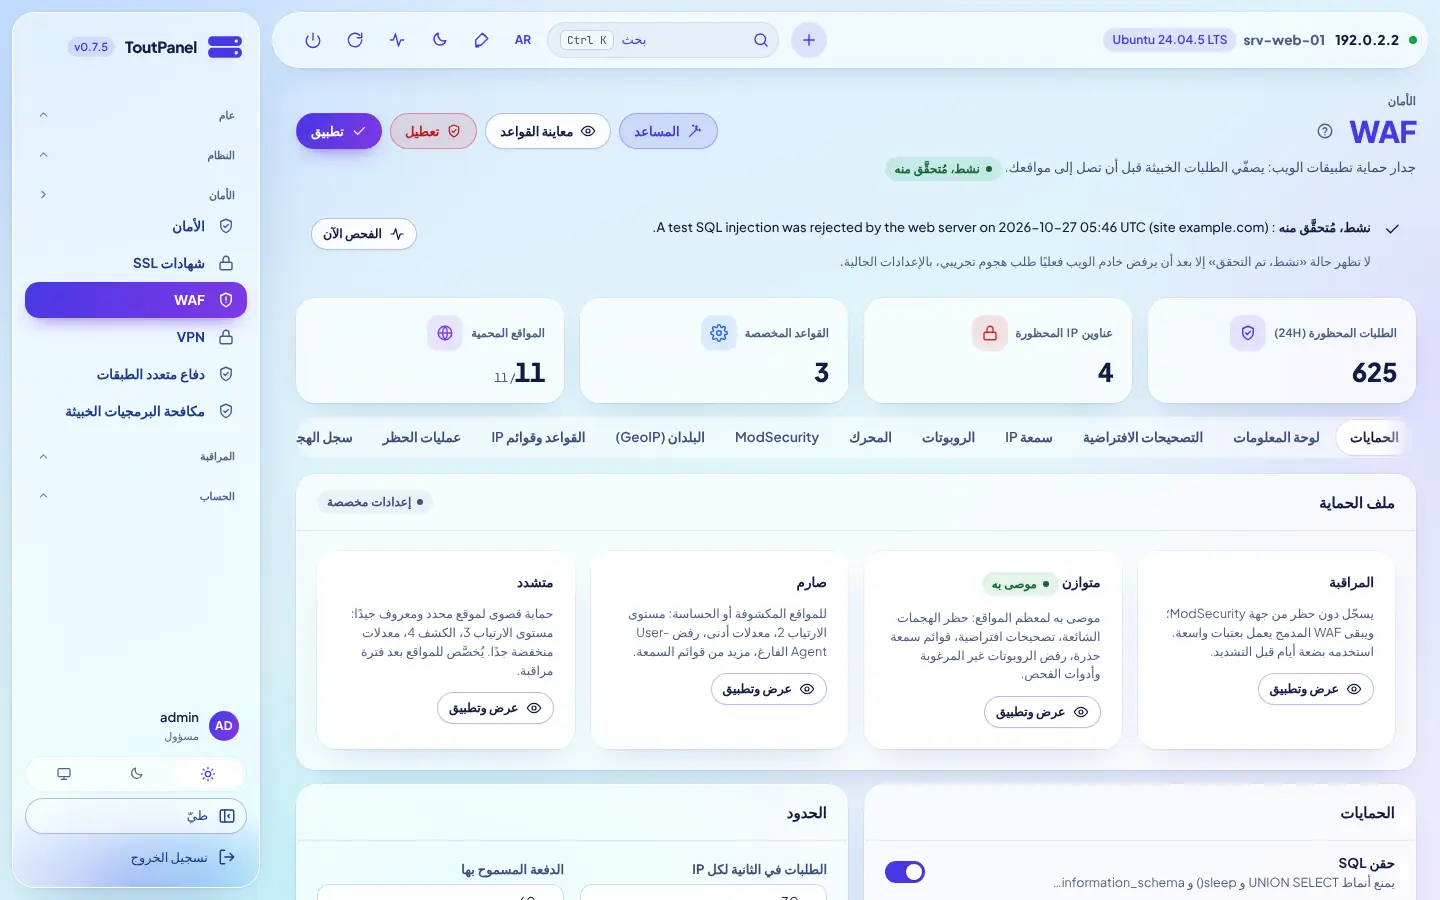 ToutPanel v0.7.5
عام
النظام
الأمان
الأمان
شهادات SSL
WAF
VPN
دفاع متعدد الطبقات
مكافحة البرمجيات الخبيثة
المراقبة
الحساب
AD admin
مسؤول
طيّ
تسجيل الخروج
192.0.2.2 srv-web-01 Ubuntu 24.04.5 LTS
بحث Ctrl K
AR
الأمان
WAF
المساعد
معاينة القواعد
تعطيل
تطبيق
جدار حماية تطبيقات الويب: يصفّي الطلبات الخبيثة قبل أن تصل إلى مواقعك. نشط، مُتحقَّق منه
نشط، مُتحقَّق منه : A test SQL injection was rejected by the web server on 2026-10-27 05:46 UTC (site example.com).
الفحص الآن
لا تظهر حالة «نشط، تم التحقق» إلا بعد أن يرفض خادم الويب فعليًا طلب هجوم تجريبي، بالإعدادات الحالية.
الطلبات المحظورة (24H)
625
عناوين IP المحظورة
4
القواعد المخصصة
3
المواقع المحمية
11/ 11
الحمايات
لوحة المعلومات
التصحيحات الافتراضية
سمعة IP
الروبوتات
المحرك
ModSecurity
البلدان (GeoIP)
القواعد وقوائم IP
عمليات الحظر
سجل الهج
ملف الحماية
إعدادات مخصصة
المراقبة
يسجّل دون حظر من جهة ModSecurity؛
ويبقى WAF المدمج يعمل بعتبات واسعة.
استخدمه بضعة أيام قبل التشديد.
عرض وتطبيق
متوازن موصى به
موصى به لمعظم المواقع: حظر الهجمات
الشائعة، تصحيحات افتراضية، قوائم سمعة
حذرة، رفض الروبوتات غير المرغوبة
وأدوات الفحص.
عرض وتطبيق
صارم
للمواقع المكشوفة أو الحساسة: مستوى
الارتياب 2، معدلات أدنى، رفض User-
Agent الفارغ، مزيد من قوائم السمعة.
عرض وتطبيق
متشدد
حماية قصوى لموقع محدد ومعروف جيدًا:
مستوى الارتياب 3، الكشف 4، معدلات
منخفضة جدًا. يُخصَّص للمواقع بعد فترة
مراقبة.
عرض وتطبيق
الحمايات
حقن SQL
يمنع أنماط UNION SELECT و sleep() و information_schema…
الحدود
الطلبات في الثانية لكل IP
30
الدفعة المسموح بها
60